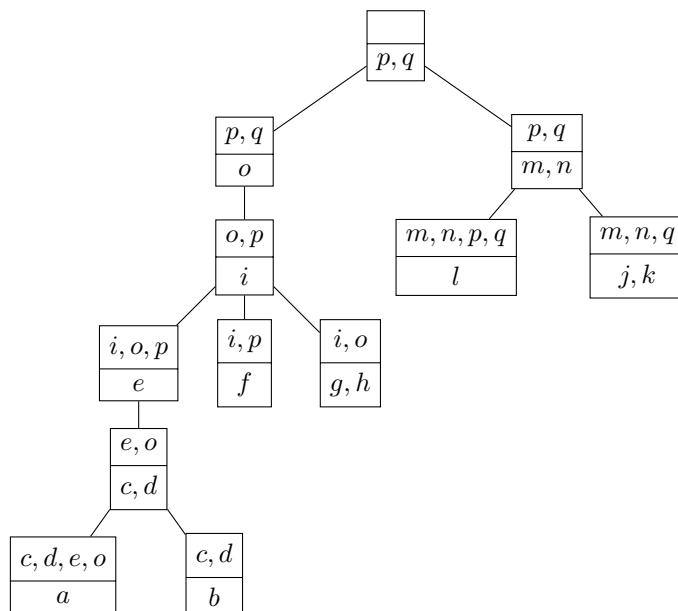 p, q
p, q
o
p, q
m, n
o, p
i
m, n, p, q
l
m, n, q
j, k
i, o, p
e
i, p
f
i, o
g, h
e, o
c, d
c, d, e, o
a
c, d
b